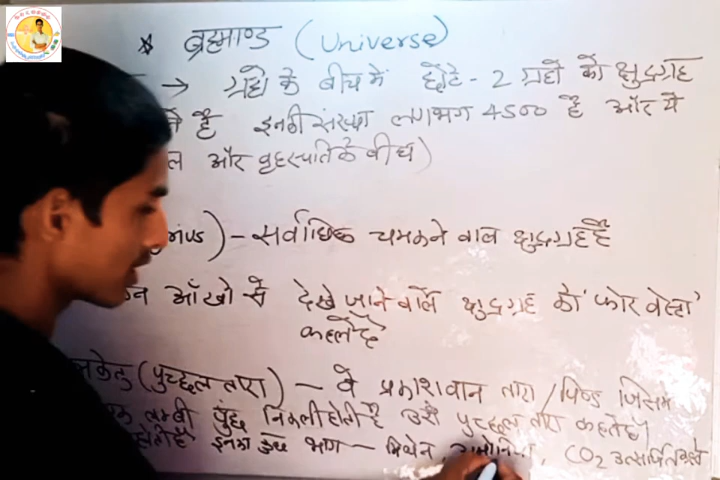 * ब्रह्माण्ड (Universe)
→ ग्रहो के बीच में छोटे-2 ग्रहों को क्षुद्रग्रह
है इनकी संख्या लगभग 4500 है और ये
और वृहस्पति के बीच)
) - सर्वाधिक चमकने वाल क्षुद्रग्रह है
आँखो से देखे जाने वाले क्षुद्रग्रह को 'फोर वेस्टा'
कहते है
(पुच्छल तारा) — वे प्रकाशवान तारा / पिण्ड जिसम
लम्बी पुंछ निकली होती है उसे पुच्छल तारा कहते है।
इनका कुछ भाग — मिथेन, CO2